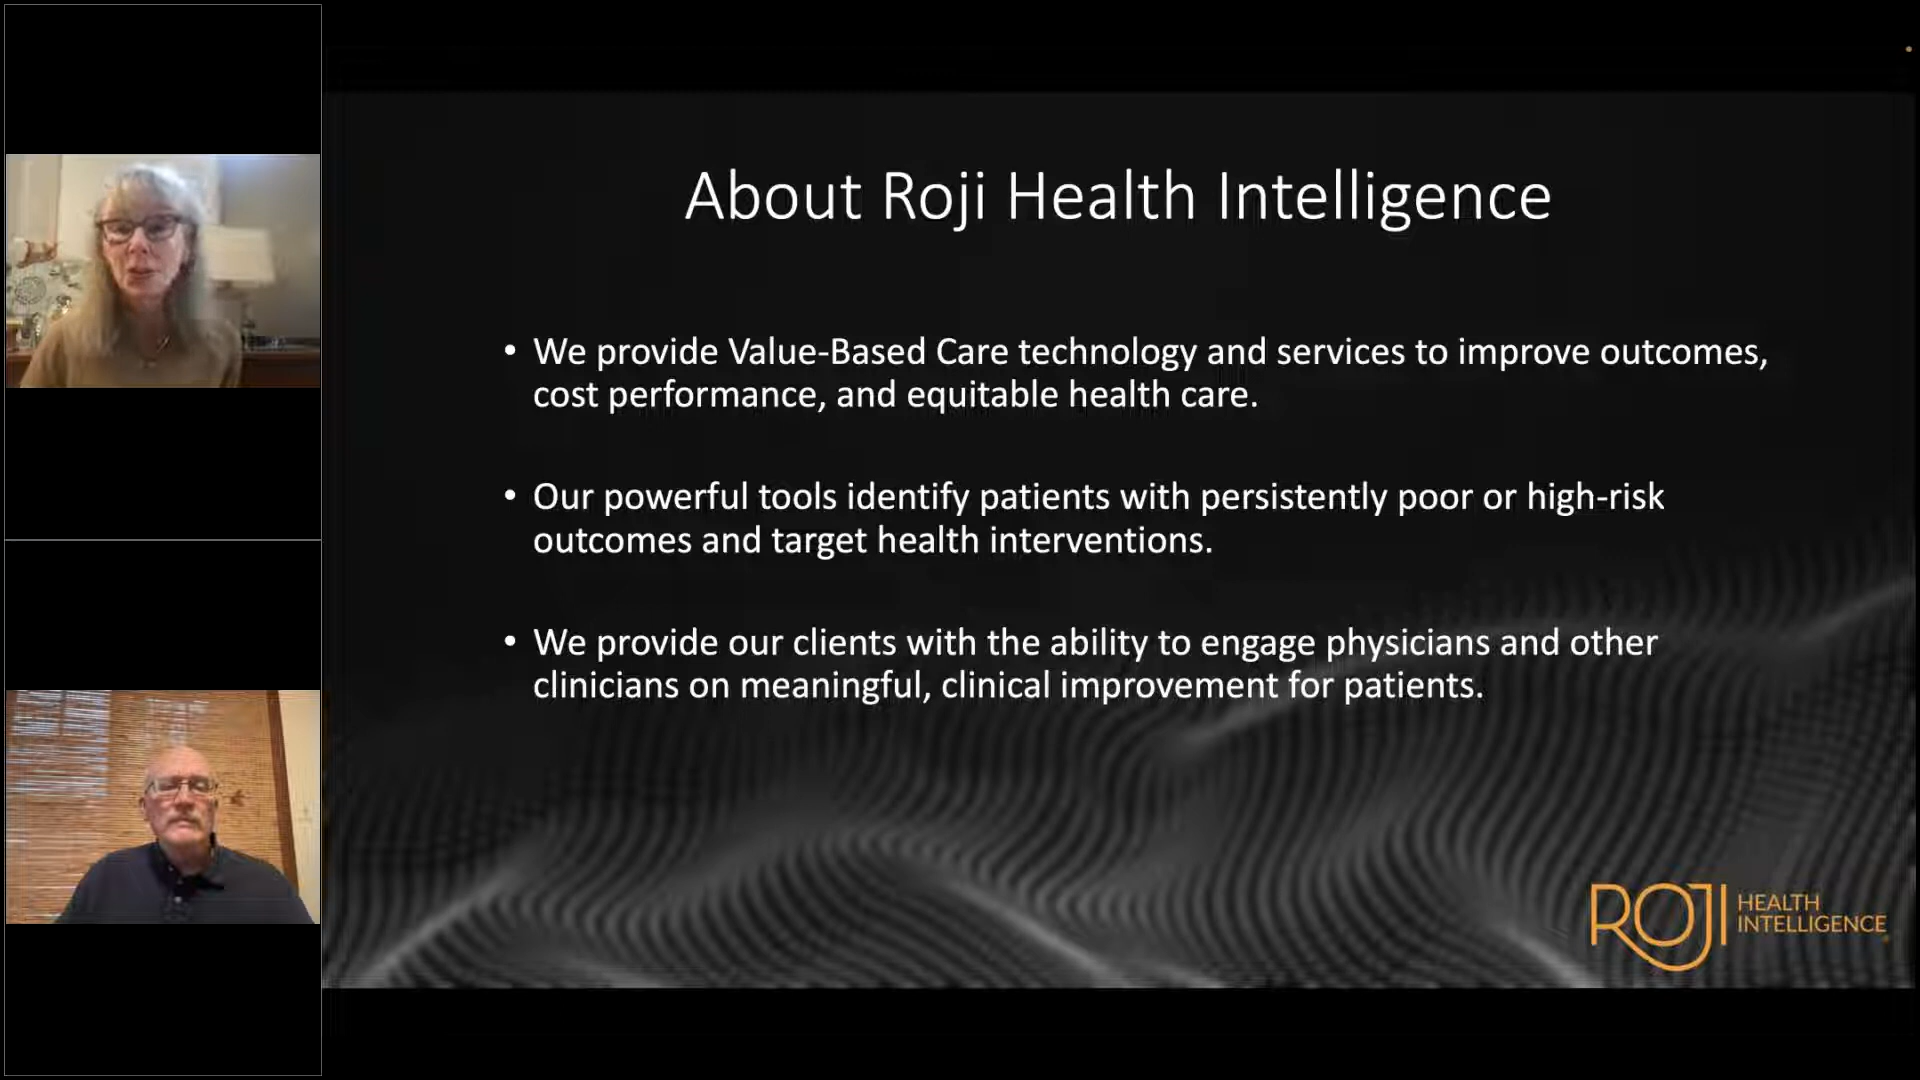 About Roji Health Intelligence
• We provide Value-Based Care technology and services to improve outcomes,
cost performance, and equitable health care.
• Our powerful tools identify patients with persistently poor or high-risk
outcomes and target health interventions.
• We provide our clients with the ability to engage physicians and other
clinicians on meaningful, clinical improvement for patients.
ROJI HEALTH
INTELLIGENCE